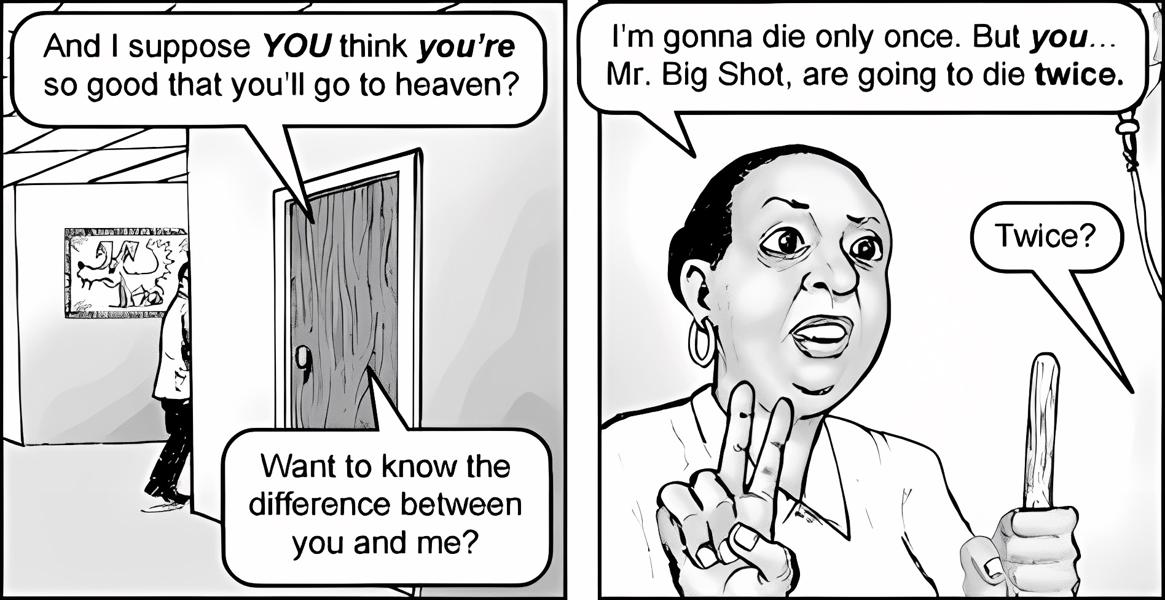 And I suppose YOU think you're
so good that you'll go to heaven?
Want to know the
difference between
you and me?
I'm gonna die only once. But you...
Mr. Big Shot, are going to die twice.
Twice?